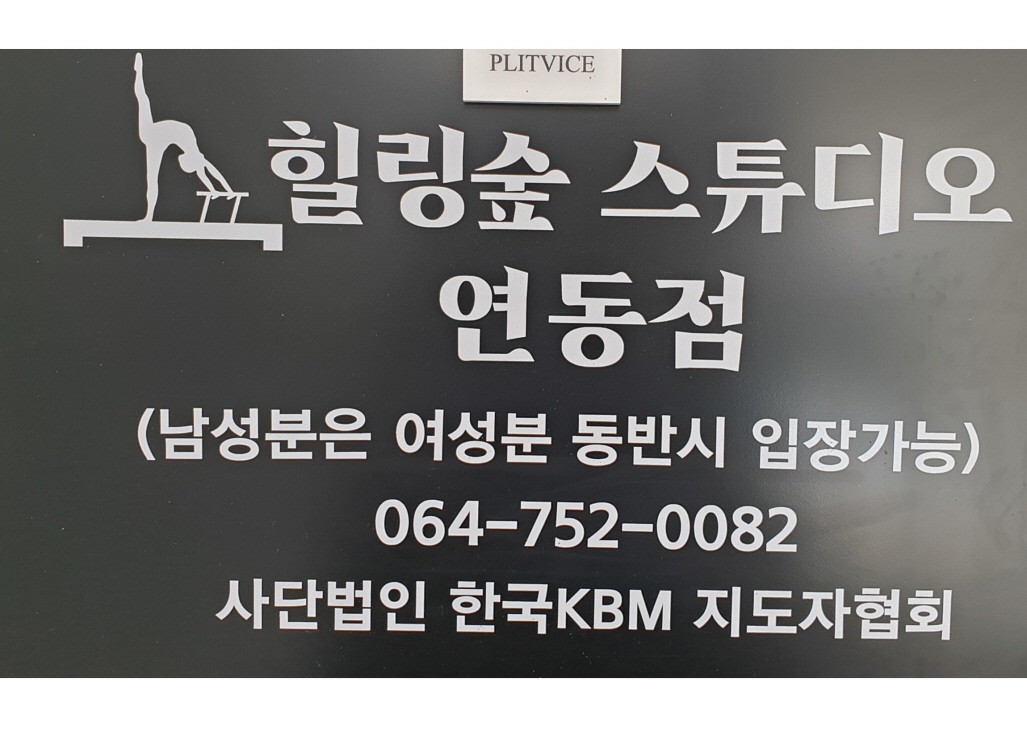 PLITVICE
힐링숲 스튜디오
연동점
(남성분은 여성분 동반시 입장가능)
064-752-0082
사단법인 한국KBM 지도자협회